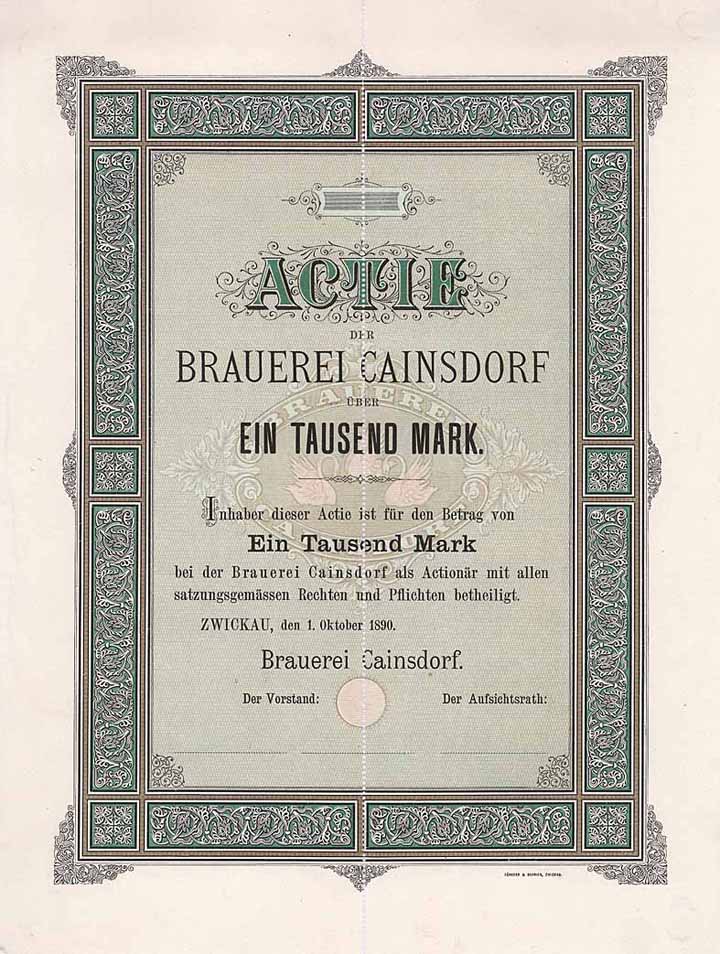 ACTIE
DER
BRAUEREI CAINSDORF
ÜBER
EIN TAUSEND MARK.
BRAUEREI
Inhaber dieser Actie ist für den Betrag von
Ein Tausend Mark
bei der Brauerei Cainsdorf als Actionär mit allen
satzungsgemässen Rechten und Pflichten betheiligt.
ZWICKAU, den 1. Oktober 1890.
Brauerei Cainsdorf.
Der Vorstand: Der Aufsichtsrath:
ZWICKAU.